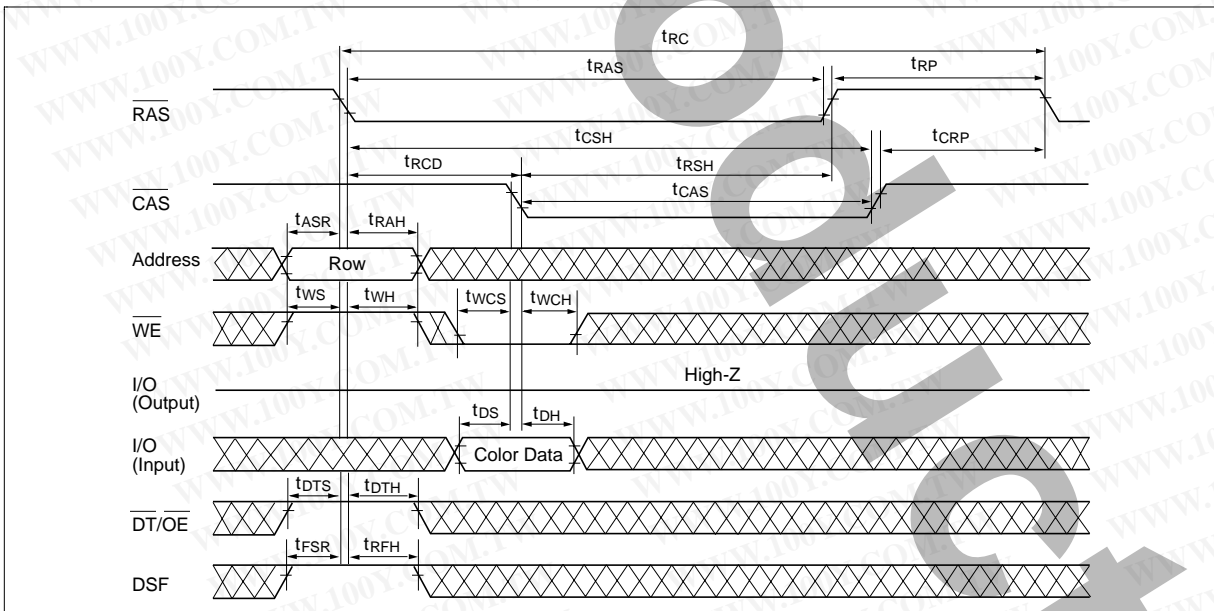 tRC
tRAS tRP
RAS
tCSH tCRP
tRCD tRSH
tCAS
CAS
tASR tRAH
Address Row
tWS tWH tWCS tWCH
WE
High-Z
I/O
(Output)
tDS tDH
I/O
(Input)
Color Data
tDTS tDTH
DT/OE
tFSR tRFH
DSF
oduct
WWW.100Y.COM.TW